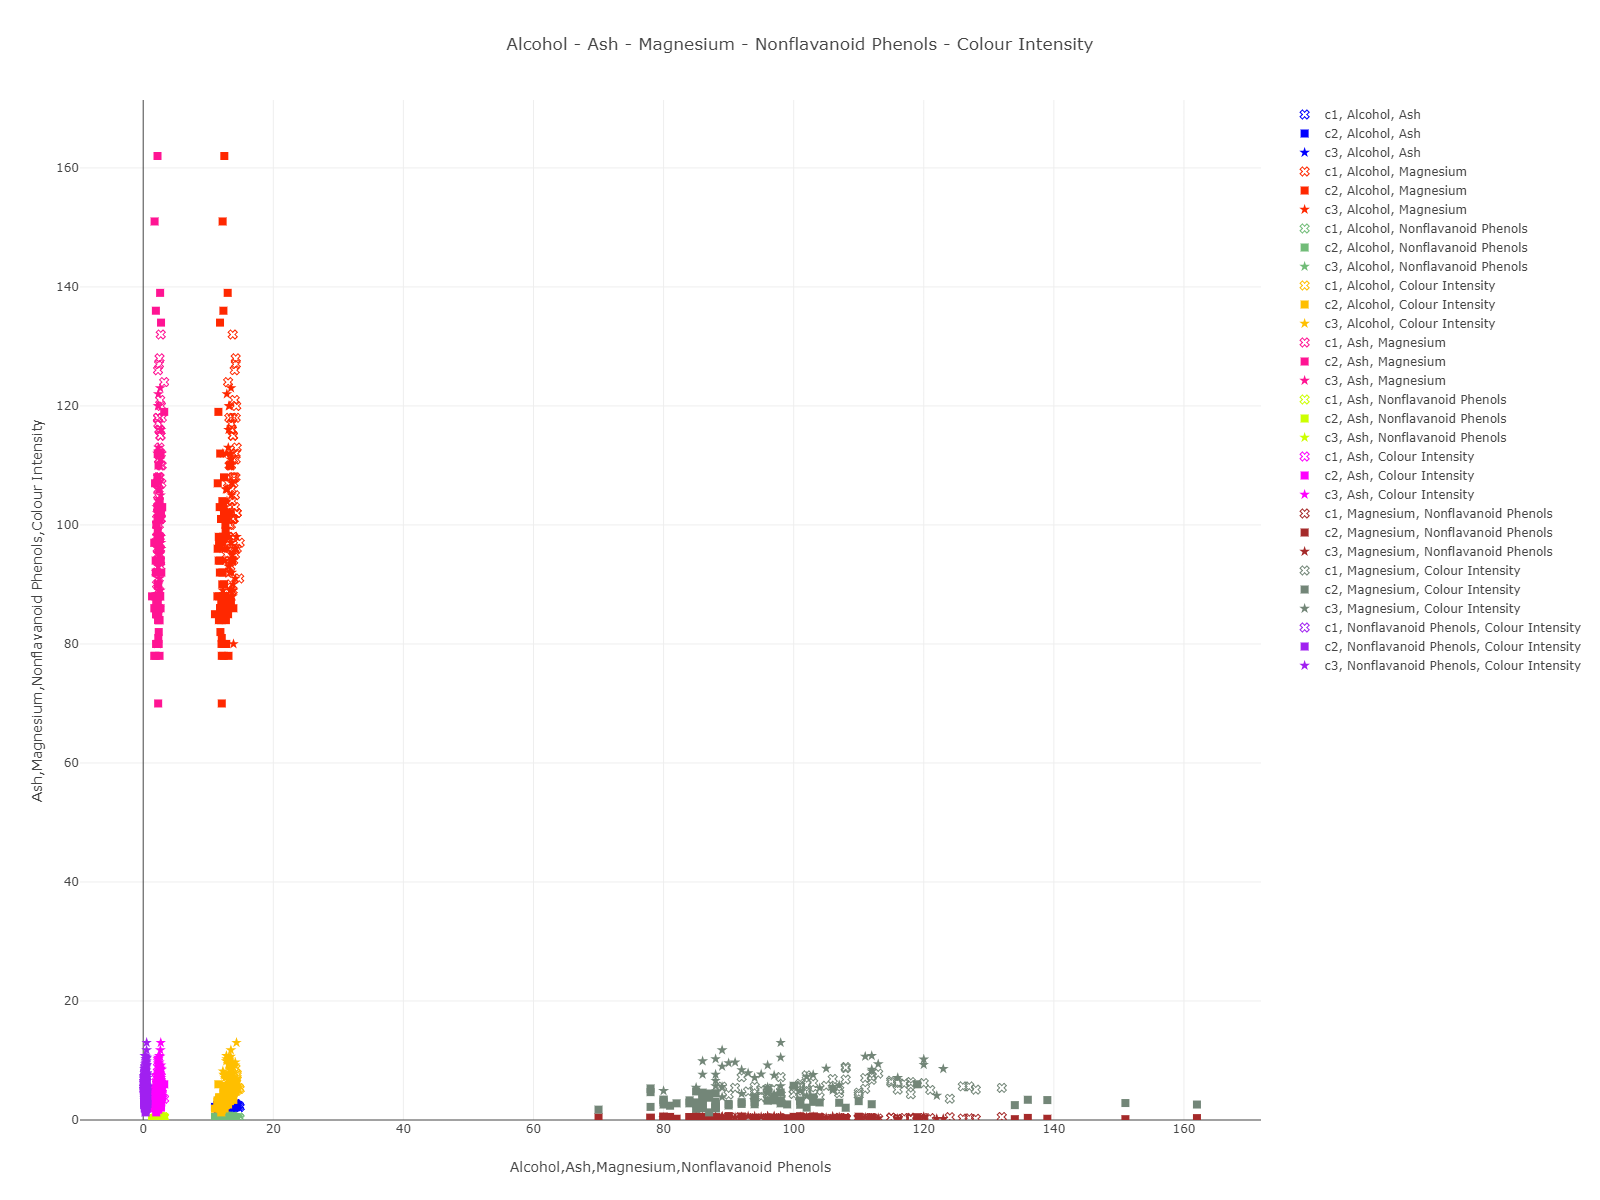 Alcohol - Ash - Magnesium - Nonflavanoid Phenols - Colour Intensity
Ash,Magnesium,Nonflavanoid Phenols,Colour Intensity
160
140
120
100
80
60
40
20
0
0 20 40 60 80 100 120 140 160
Alcohol,Ash,Magnesium,Nonflavanoid Phenols
c1, Alcohol, Ash
c2, Alcohol, Ash
c3, Alcohol, Ash
c1, Alcohol, Magnesium
c2, Alcohol, Magnesium
c3, Alcohol, Magnesium
c1, Alcohol, Nonflavanoid Phenols
c2, Alcohol, Nonflavanoid Phenols
c3, Alcohol, Nonflavanoid Phenols
c1, Alcohol, Colour Intensity
c2, Alcohol, Colour Intensity
c3, Alcohol, Colour Intensity
c1, Ash, Magnesium
c2, Ash, Magnesium
c3, Ash, Magnesium
c1, Ash, Nonflavanoid Phenols
c2, Ash, Nonflavanoid Phenols
c3, Ash, Nonflavanoid Phenols
c1, Ash, Colour Intensity
c2, Ash, Colour Intensity
c3, Ash, Colour Intensity
c1, Magnesium, Nonflavanoid Phenols
c2, Magnesium, Nonflavanoid Phenols
c3, Magnesium, Nonflavanoid Phenols
c1, Magnesium, Colour Intensity
c2, Magnesium, Colour Intensity
c3, Magnesium, Colour Intensity
c1, Nonflavanoid Phenols, Colour Intensity
c2, Nonflavanoid Phenols, Colour Intensity
c3, Nonflavanoid Phenols, Colour Intensity